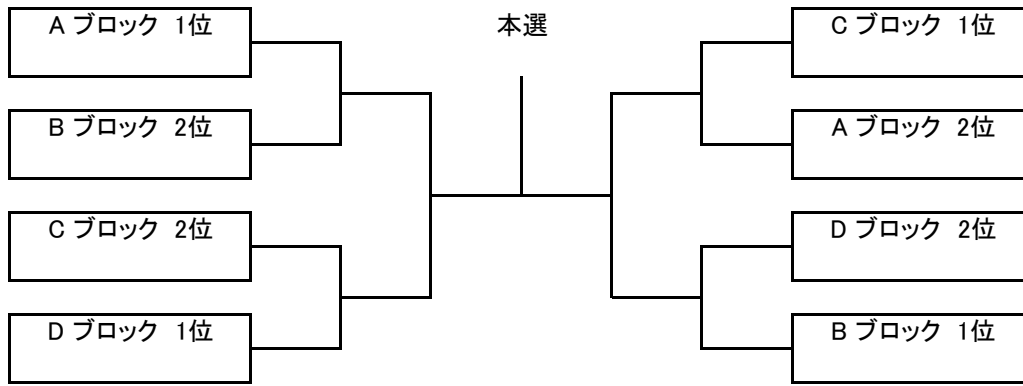 A ブロック 1位
本選
C ブロック 1位
B ブロック 2位
A ブロック 2位
C ブロック 2位
D ブロック 2位
D ブロック 1位
B ブロック 1位